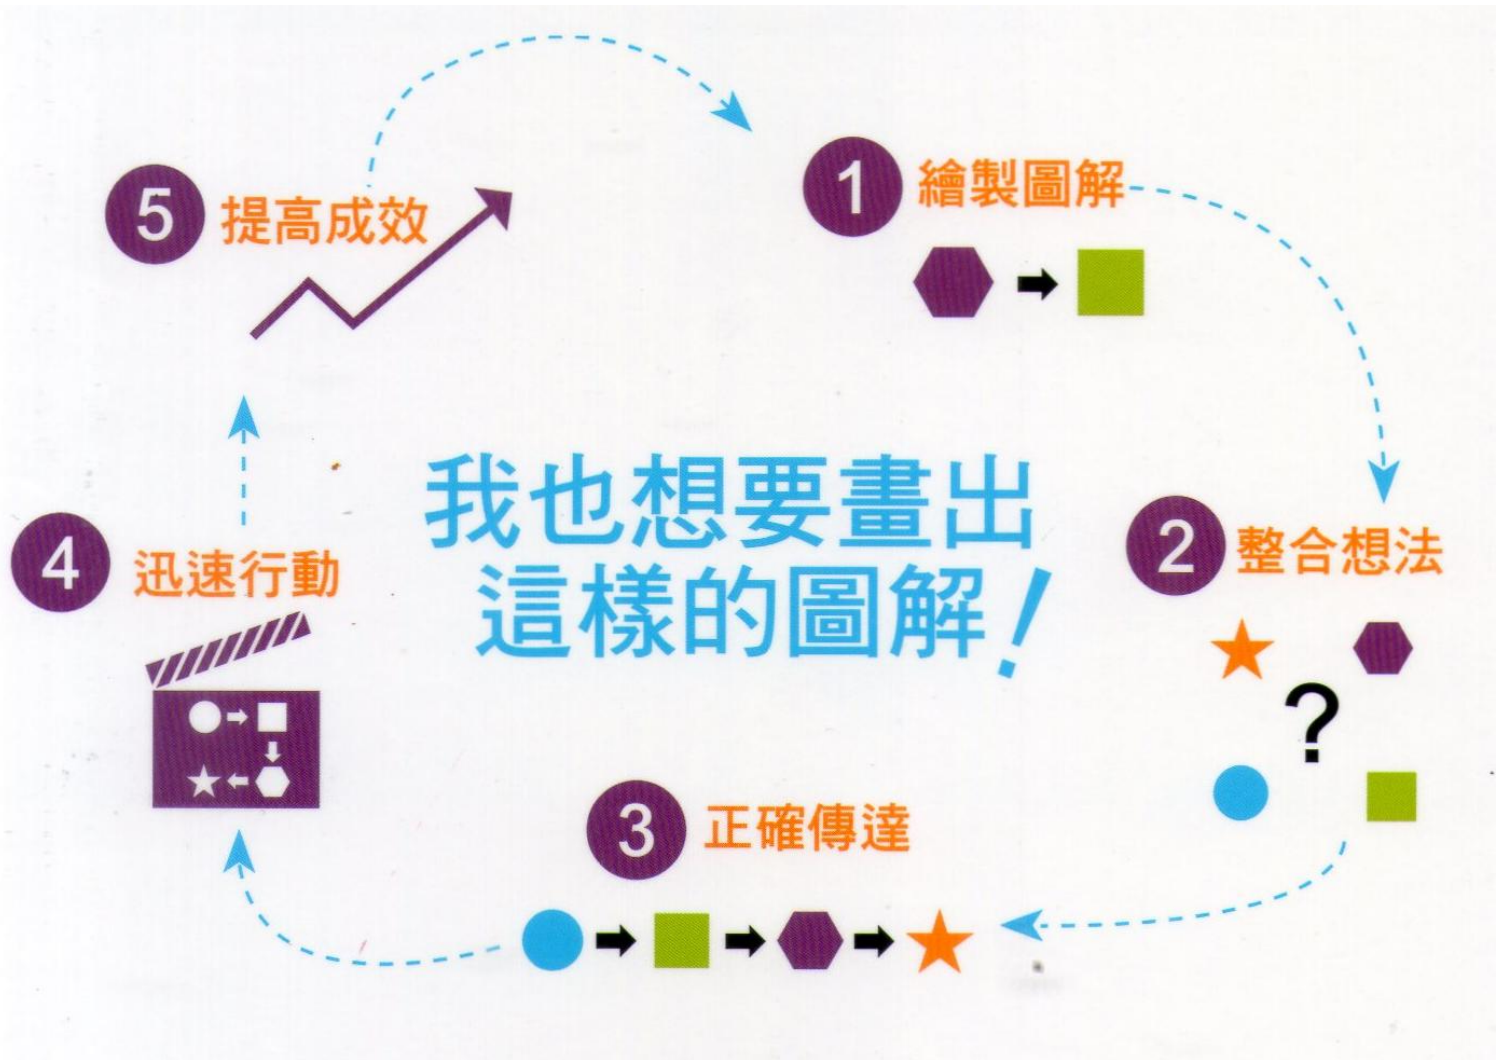 1 繪製圖解
2 整合想法
?
3 正確傳達
4 迅速行動
5 提高成效
我也想要畫出
這樣的圖解!